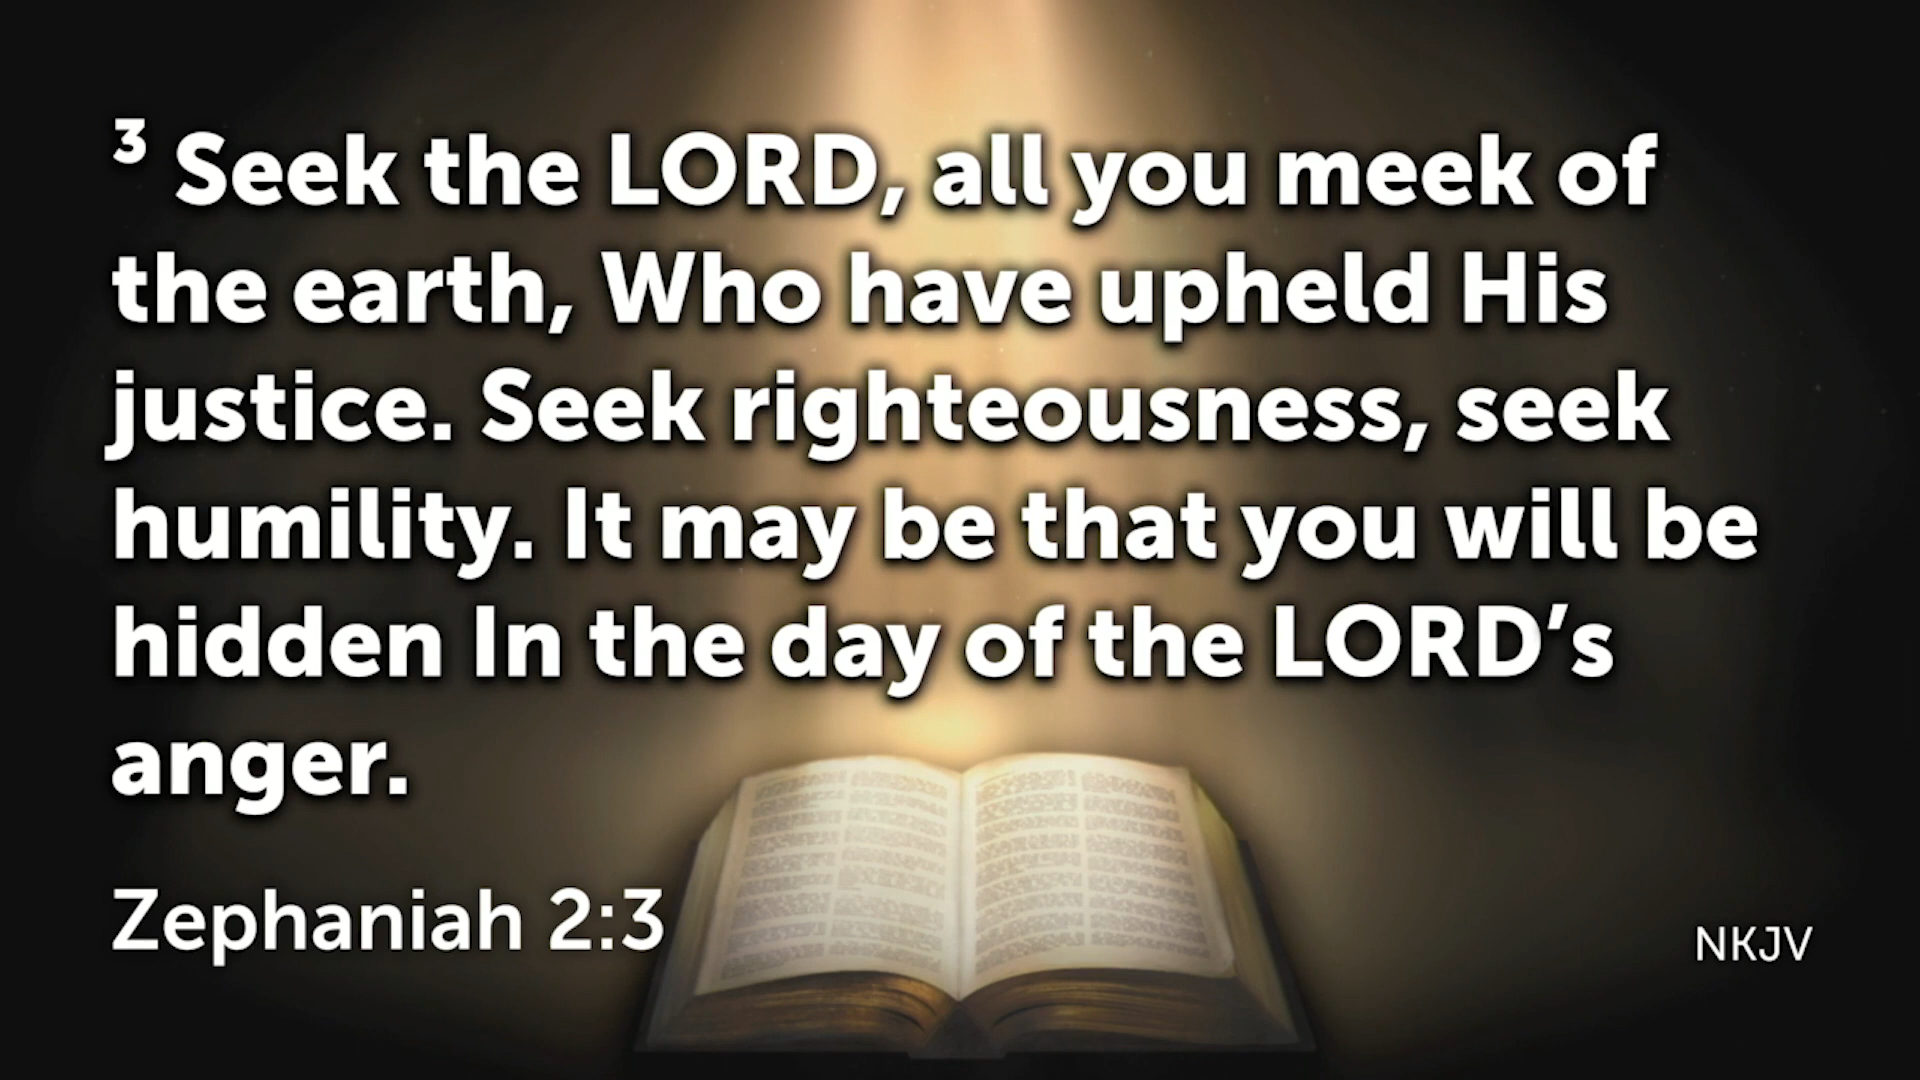 ³ Seek the LORD, all you meek of
the earth, Who have upheld His
justice. Seek righteousness, seek
humility. It may be that you will be
hidden In the day of the LORD’s
anger.
Zephaniah 2:3
NKJV